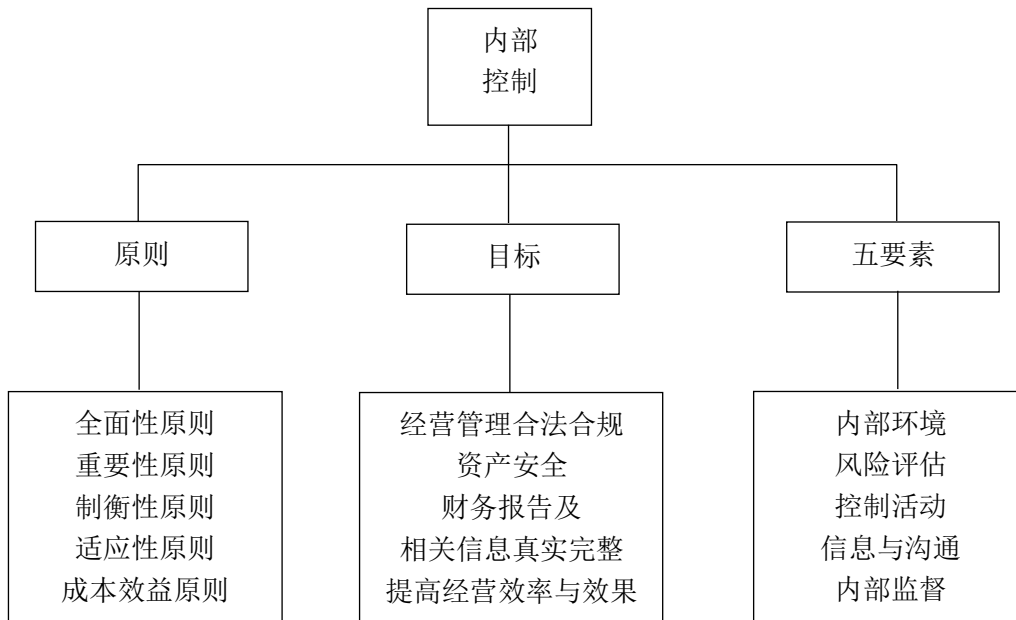 内部
控制
原则
目标
五要素
全面性原则
重要性原则
制衡性原则
适应性原则
成本效益原则
经营管理合法合规
资产安全
财务报告及
相关信息真实完整
提高经营效率与效果
内部环境
风险评估
控制活动
信息与沟通
内部监督